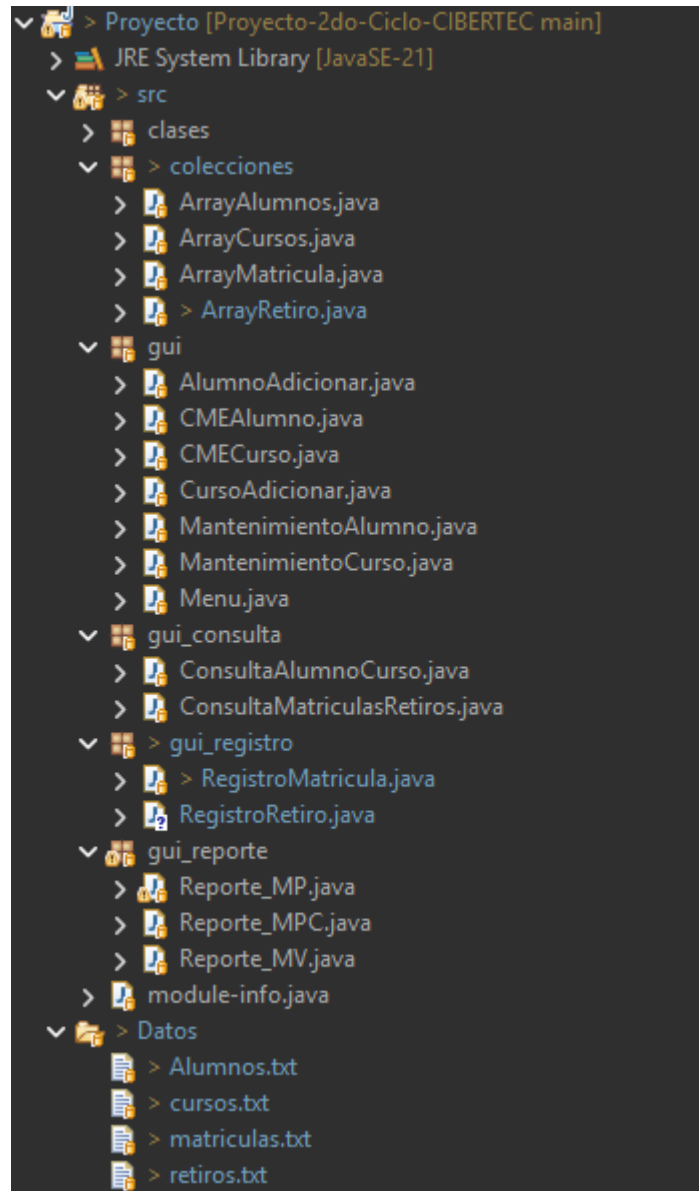 > Proyecto [Proyecto-2do-Ciclo-CIBERTEC main]
JRE System Library [JavaSE-21]
> src
clases
> colecciones
ArrayAlumnos.java
ArrayCursos.java
ArrayMatricula.java
> ArrayRetiro.java
gui
AlumnoAdicionar.java
CMEAlumno.java
CMECurso.java
CursoAdicionar.java
MantenimientoAlumno.java
MantenimientoCurso.java
Menu.java
gui_consulta
ConsultaAlumnoCurso.java
ConsultaMatriculasRetiros.java
> gui_registro
> RegistroMatricula.java
RegistroRetiro.java
gui_reporte
Reporte_MP.java
Reporte_MPC.java
Reporte_MV.java
module-info.java
> Datos
> Alumnos.txt
> cursos.txt
> matriculas.txt
> retiros.txt